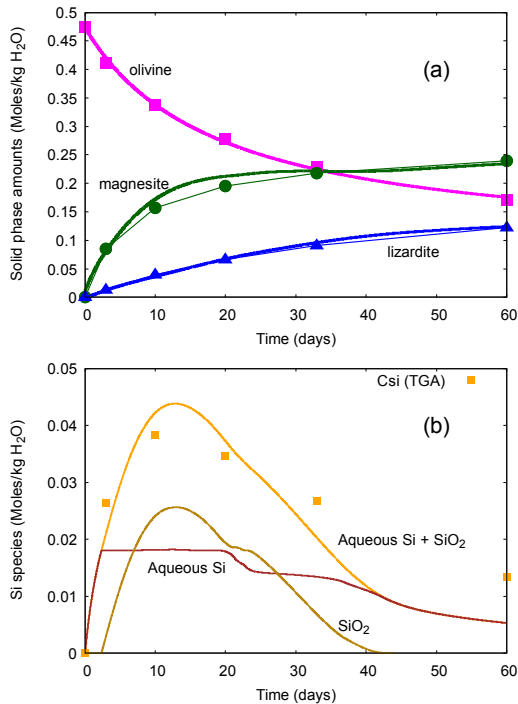 (a)
olivine
magnesite
lizardite
Solid phase amounts (Moles/kg H₂O)
0.5
0.45
0.4
0.35
0.3
0.25
0.2
0.15
0.1
0.05
0
0 10 20 30 40 50 60
Time (days)
Csi (TGA)
(b)
Aqueous Si + SiO₂
Aqueous Si
SiO₂
Si species (Moles/kg H₂O)
0.05
0.04
0.03
0.02
0.01
0
0 10 20 30 40 50 60
Time (days)